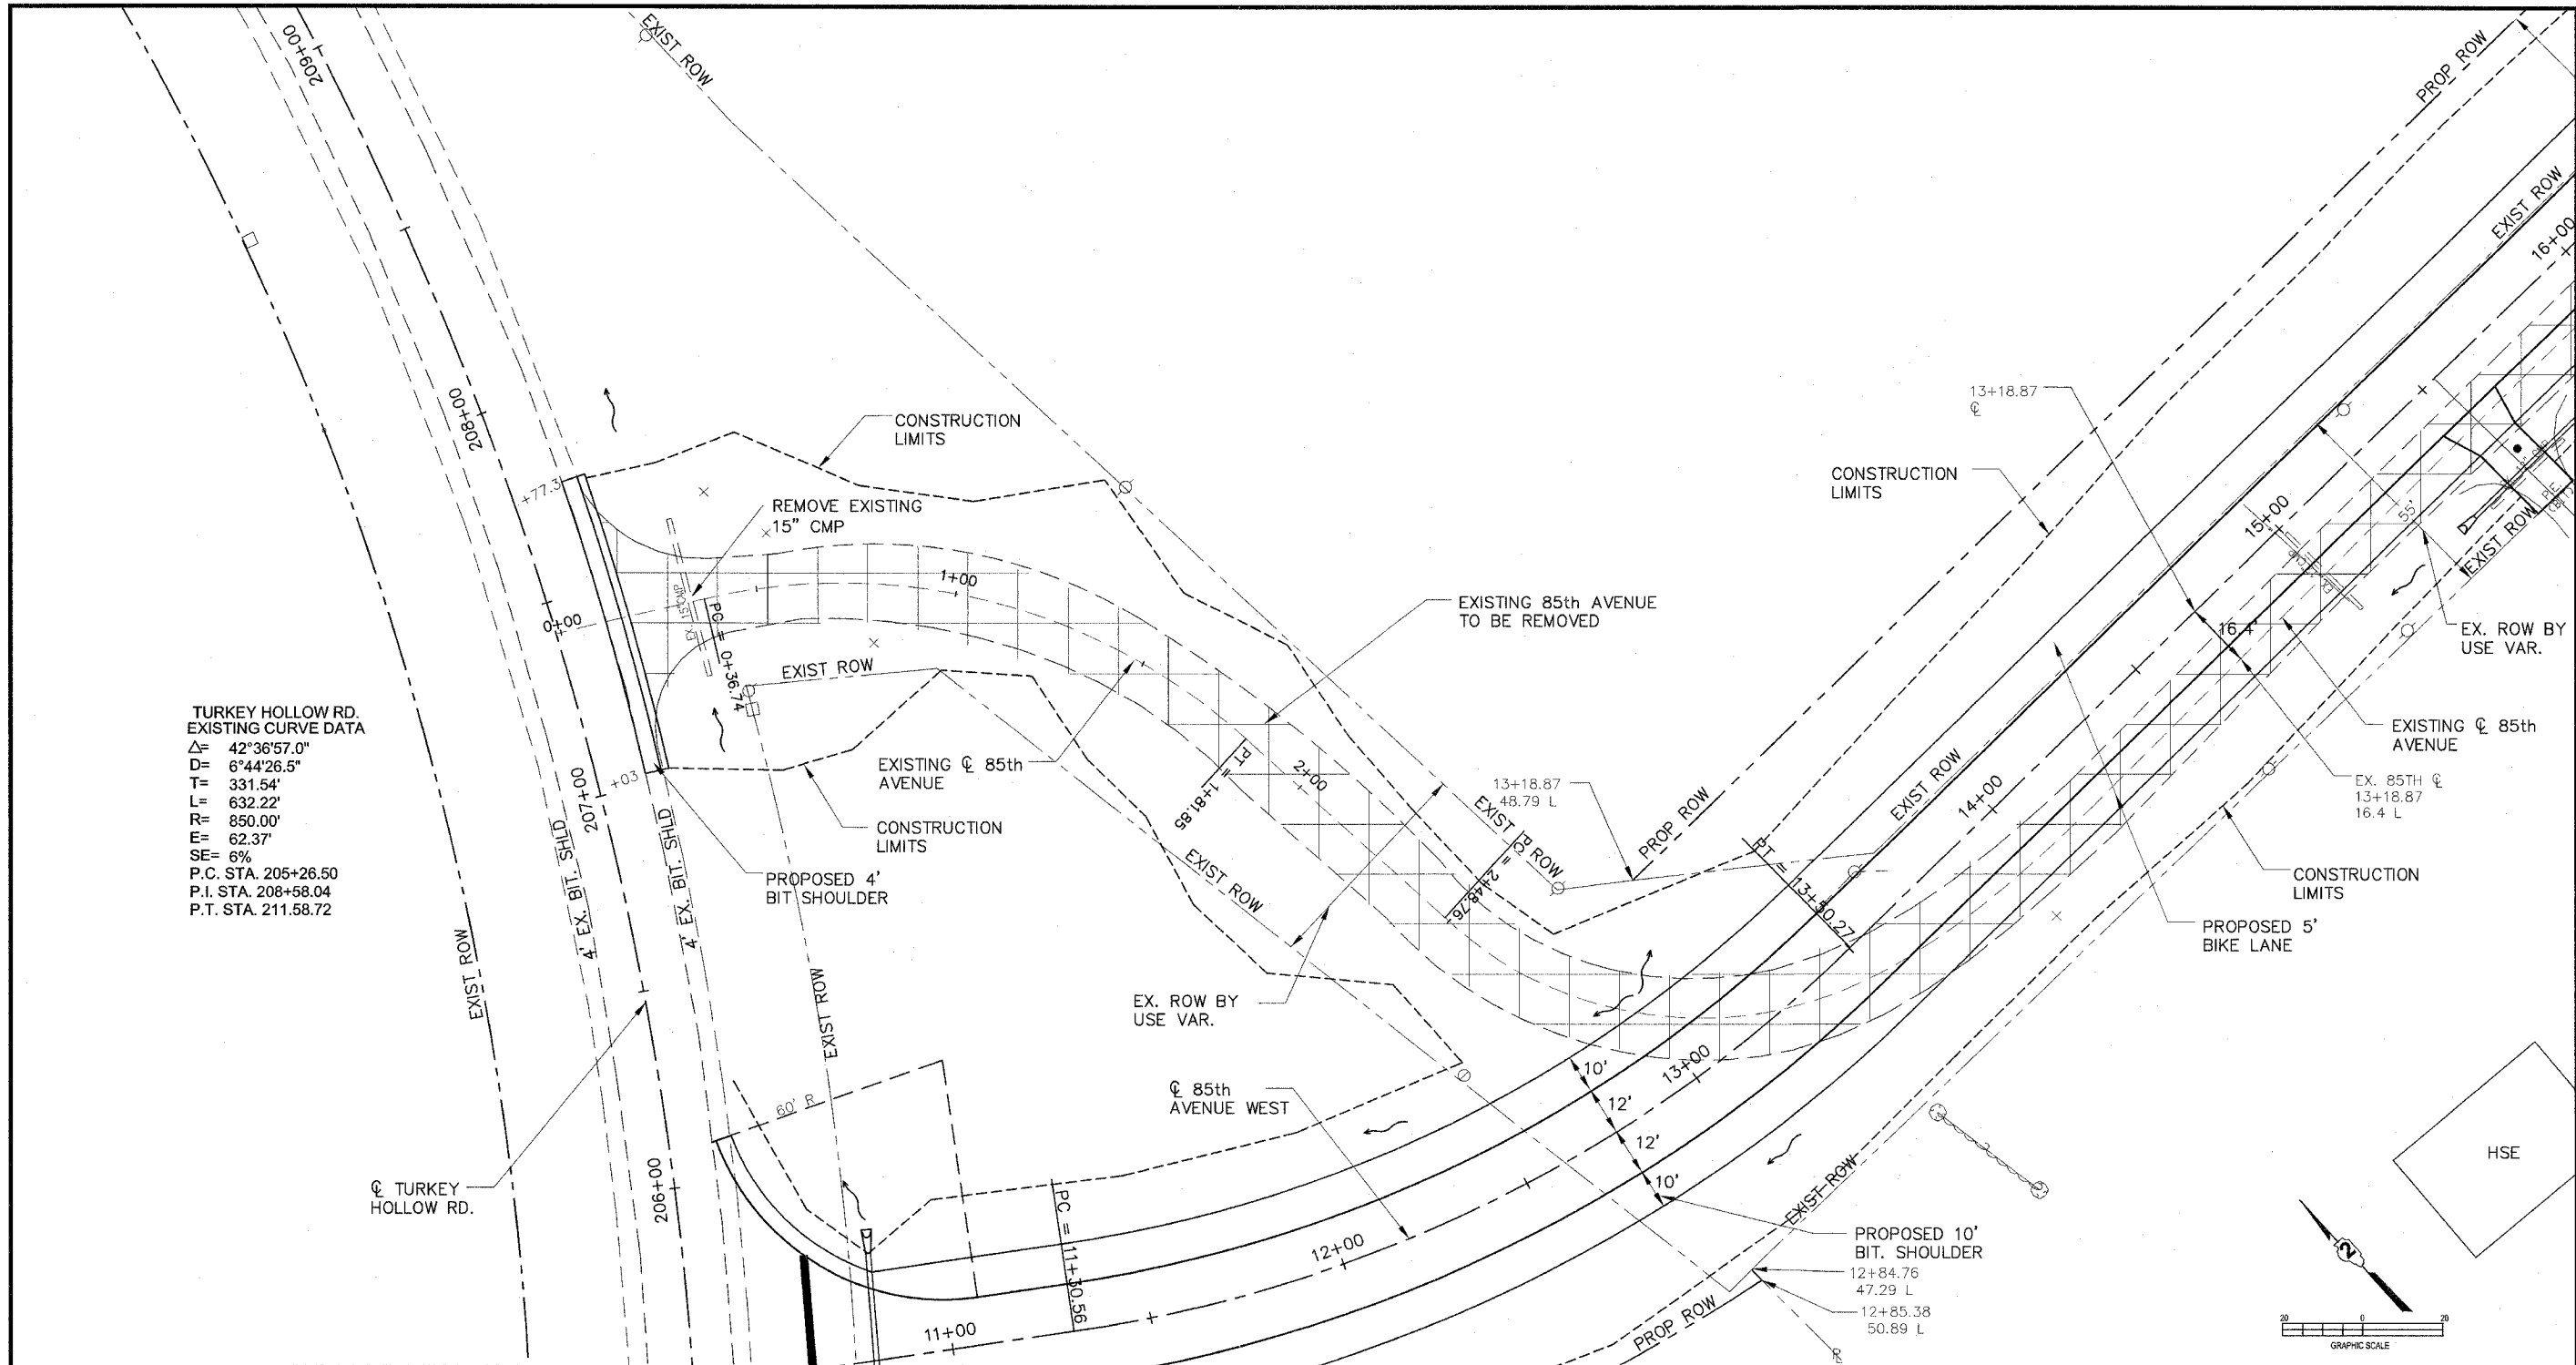 209+00
EXIST ROW
PROP ROW
EXIST ROW
16+00
208+00
13+18.87
℄
CONSTRUCTION
LIMITS
CONSTRUCTION
LIMITS
+77.3
REMOVE EXISTING
15" CMP
15+00
55'
EXIST ROW
EX. 15" CMP
1+00
EXISTING 85th AVENUE
TO BE REMOVED
0+00
PC = 0+36.74
EXIST ROW
16.4'
EX. ROW BY
USE VAR.
TURKEY HOLLOW RD.
EXISTING CURVE DATA
△= 42°36'57.0"
D= 6°44'26.5"
T= 331.54'
L= 632.22'
R= 850.00'
E= 62.37'
SE= 6%
P.C. STA. 205+26.50
P.I. STA. 208+58.04
P.T. STA. 211.58.72
EXISTING ℄ 85th
AVENUE
EX. 85TH ℄
13+18.87
16.4 L
EXISTING ℄ 85th
AVENUE
PT = 1+81.85
2+00
13+18.87
48.79 L
EXIST ROW
14+00
207+00
+03
CONSTRUCTION
LIMITS
EXIST ROW
PC = 2+48.76
PROP ROW
PT = 13+50.27
4' EX. BIT. SHLD
4' EX. BIT. SHLD
PROPOSED 4'
BIT SHOULDER
EXIST ROW
CONSTRUCTION
LIMITS
PROPOSED 5'
BIKE LANE
EXIST ROW
EXIST ROW
EX. ROW BY
USE VAR.
60' R
℄ 85th
AVENUE WEST
10'
12'
12'
10'
13+00
HSE
℄ TURKEY
HOLLOW RD.
206+00
PC = 11+30.56
EXIST ROW
12+00
PROPOSED 10'
BIT. SHOULDER
12+84.76
47.29 L
12+85.38
50.89 L
11+00
PROP ROW
2
20 0 20
GRAPHIC SCALE